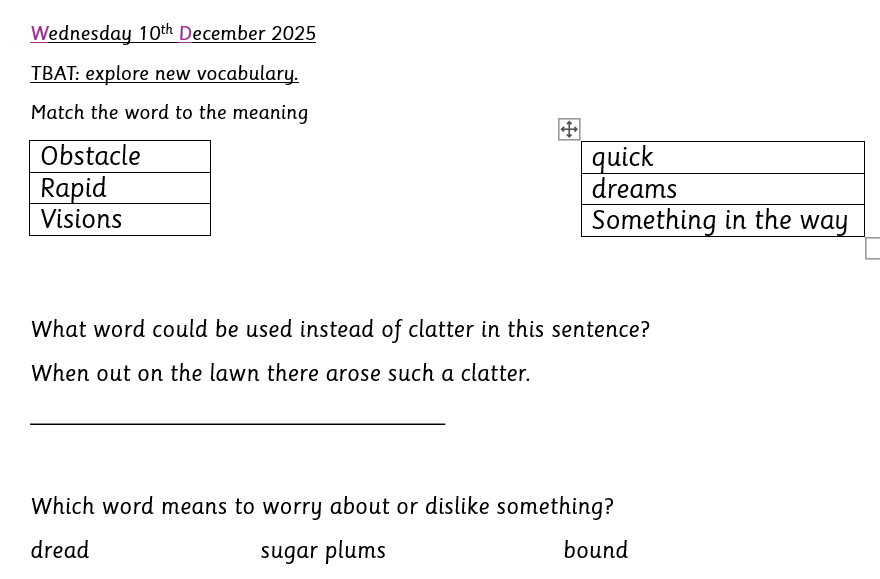 Wednesday 10th December 2025
TBAT: explore new vocabulary.
Match the word to the meaning
Obstacle
Rapid
Visions
quick
dreams
Something in the way
What word could be used instead of clatter in this sentence?
When out on the lawn there arose such a clatter.
Which word means to worry about or dislike something?
dread sugar plums bound